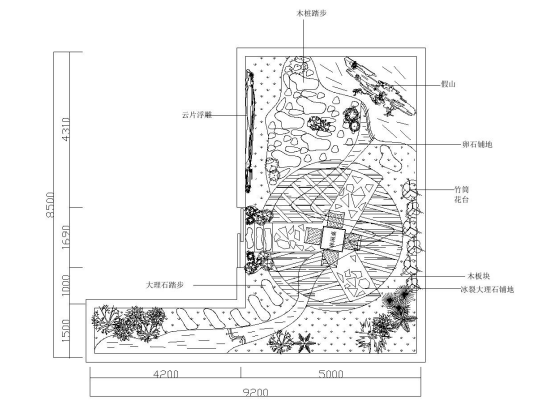 木桩踏步
假山
云片浮雕
卵石铺地
竹筒
花台
木板块
大理石踏步
冰裂大理石铺地
4310
8500
1690
1000
1500
4200
5000
9200